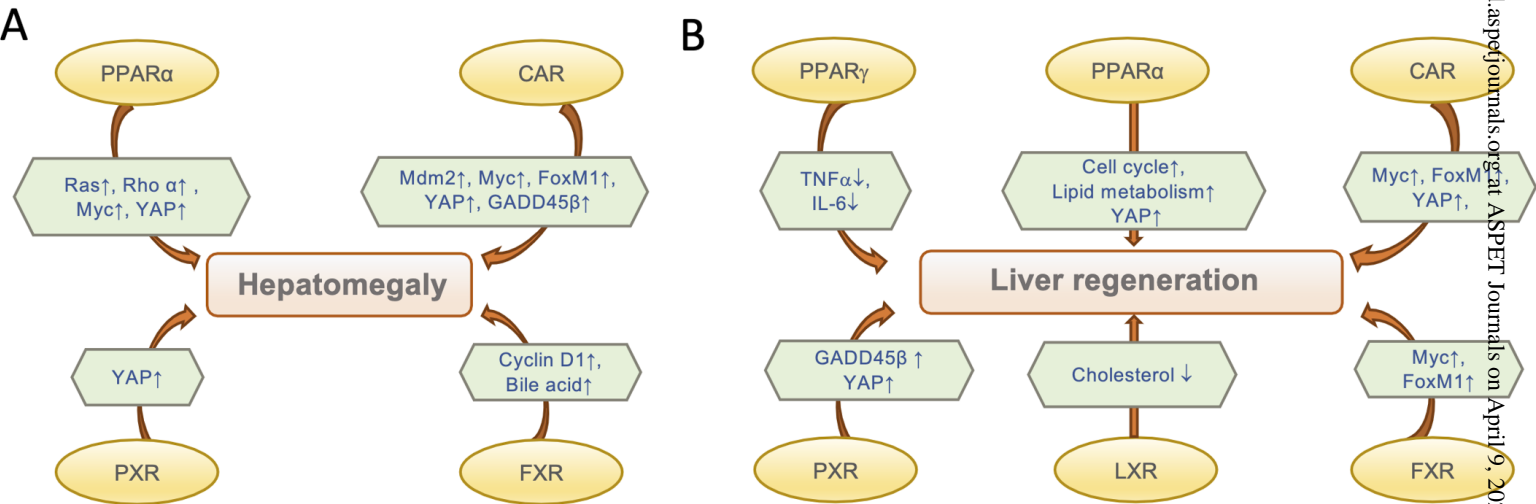 A
PPARα
CAR
Ras↑, Rho α↑ ,
Myc↑, YAP↑
Mdm2↑, Myc↑, FoxM1↑,
YAP↑, GADD45β↑
Hepatomegaly
YAP↑
Cyclin D1↑,
Bile acid↑
PXR
FXR
B
PPARγ
PPARα
CAR
TNFα↓,
IL-6↓
Cell cycle↑,
Lipid metabolism↑
YAP↑
Myc↑, FoxM1↑,
YAP↑,
Liver regeneration
GADD45β ↑
YAP↑
Cholesterol ↓
Myc↑,
FoxM1↑
PXR
LXR
FXR
.aspetjournals.org at ASPET Journals on April 9,